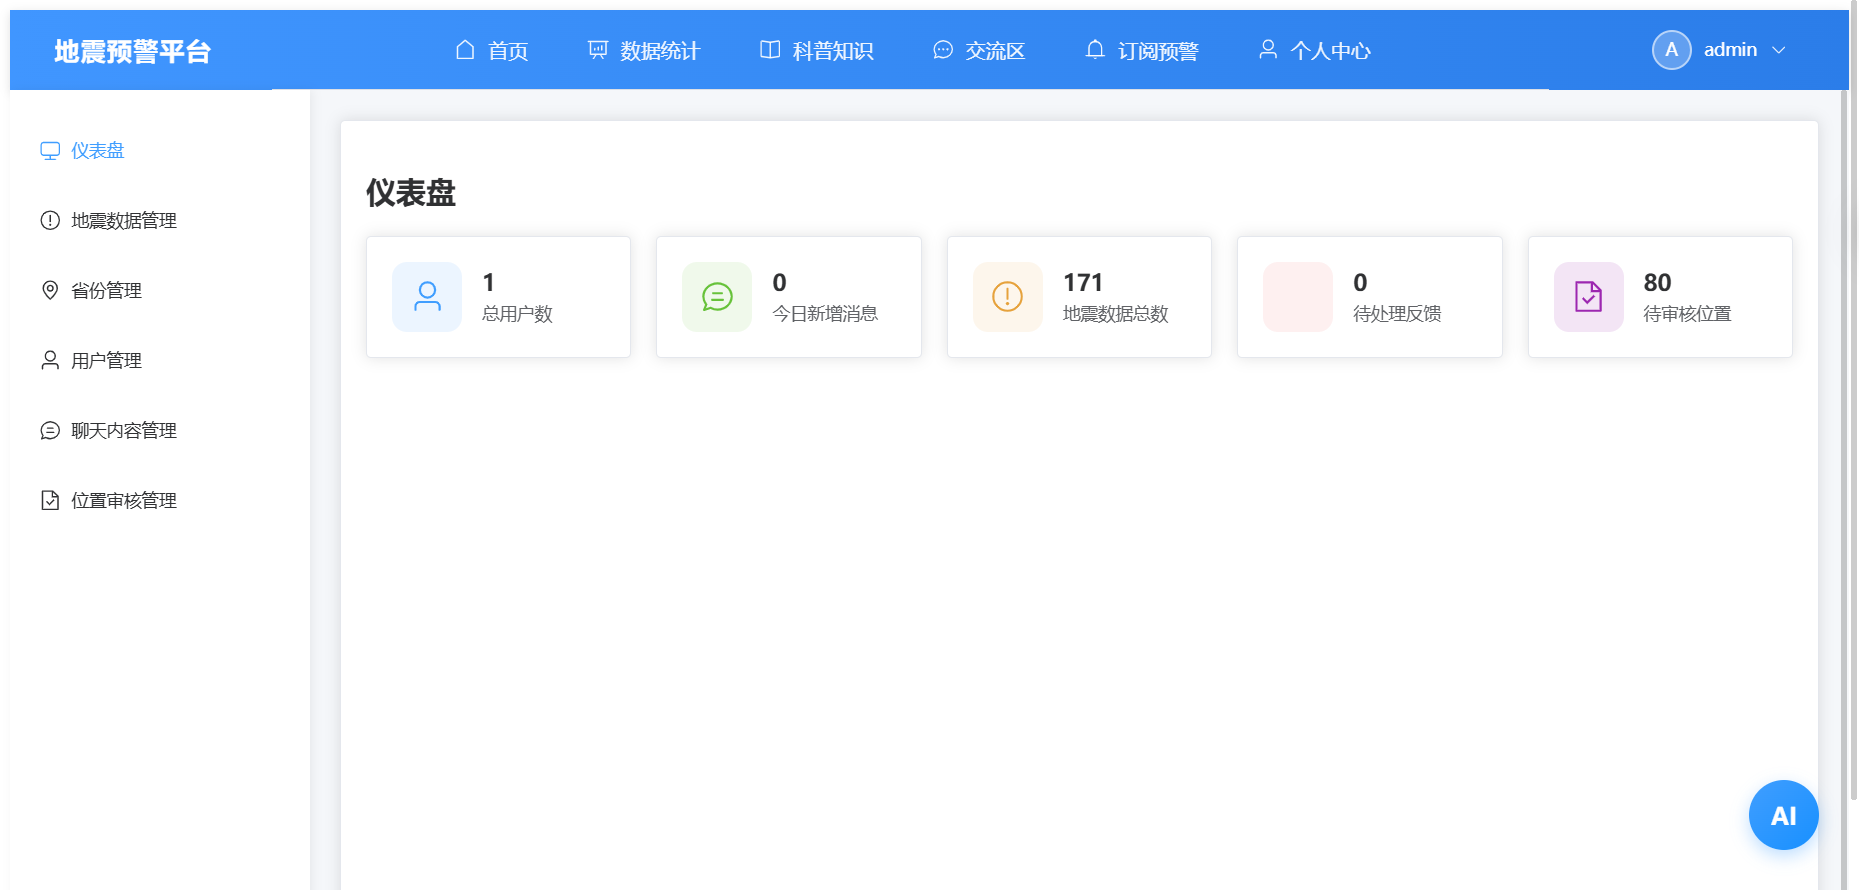 地震预警平台
首页
数据统计
科普知识
交流区
订阅预警
个人中心
A
admin
仪表盘
地震数据管理
省份管理
用户管理
聊天内容管理
位置审核管理
仪表盘
1
总用户数
0
今日新增消息
171
地震数据总数
0
待处理反馈
80
待审核位置
AI